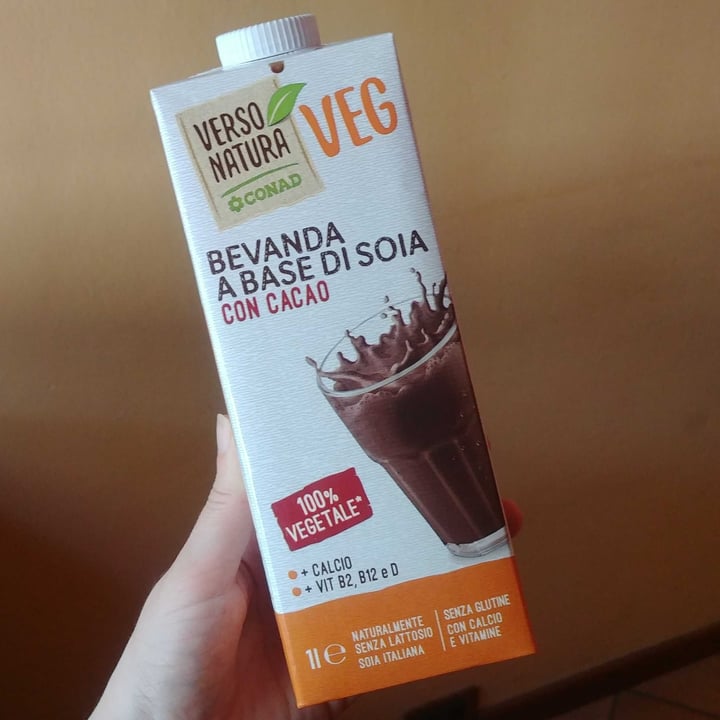 VERSO
NATURA
CONAD
VEG
BEVANDA
A BASE DI SOIA
CON CACAO
100%
VEGETALE*
+ CALCIO
+ VIT B2, B12 e D
1l e
NATURALMENTE
SENZA LATTOSIO
SOIA ITALIANA
SENZA GLUTINE
CON CALCIO
E VITAMINE